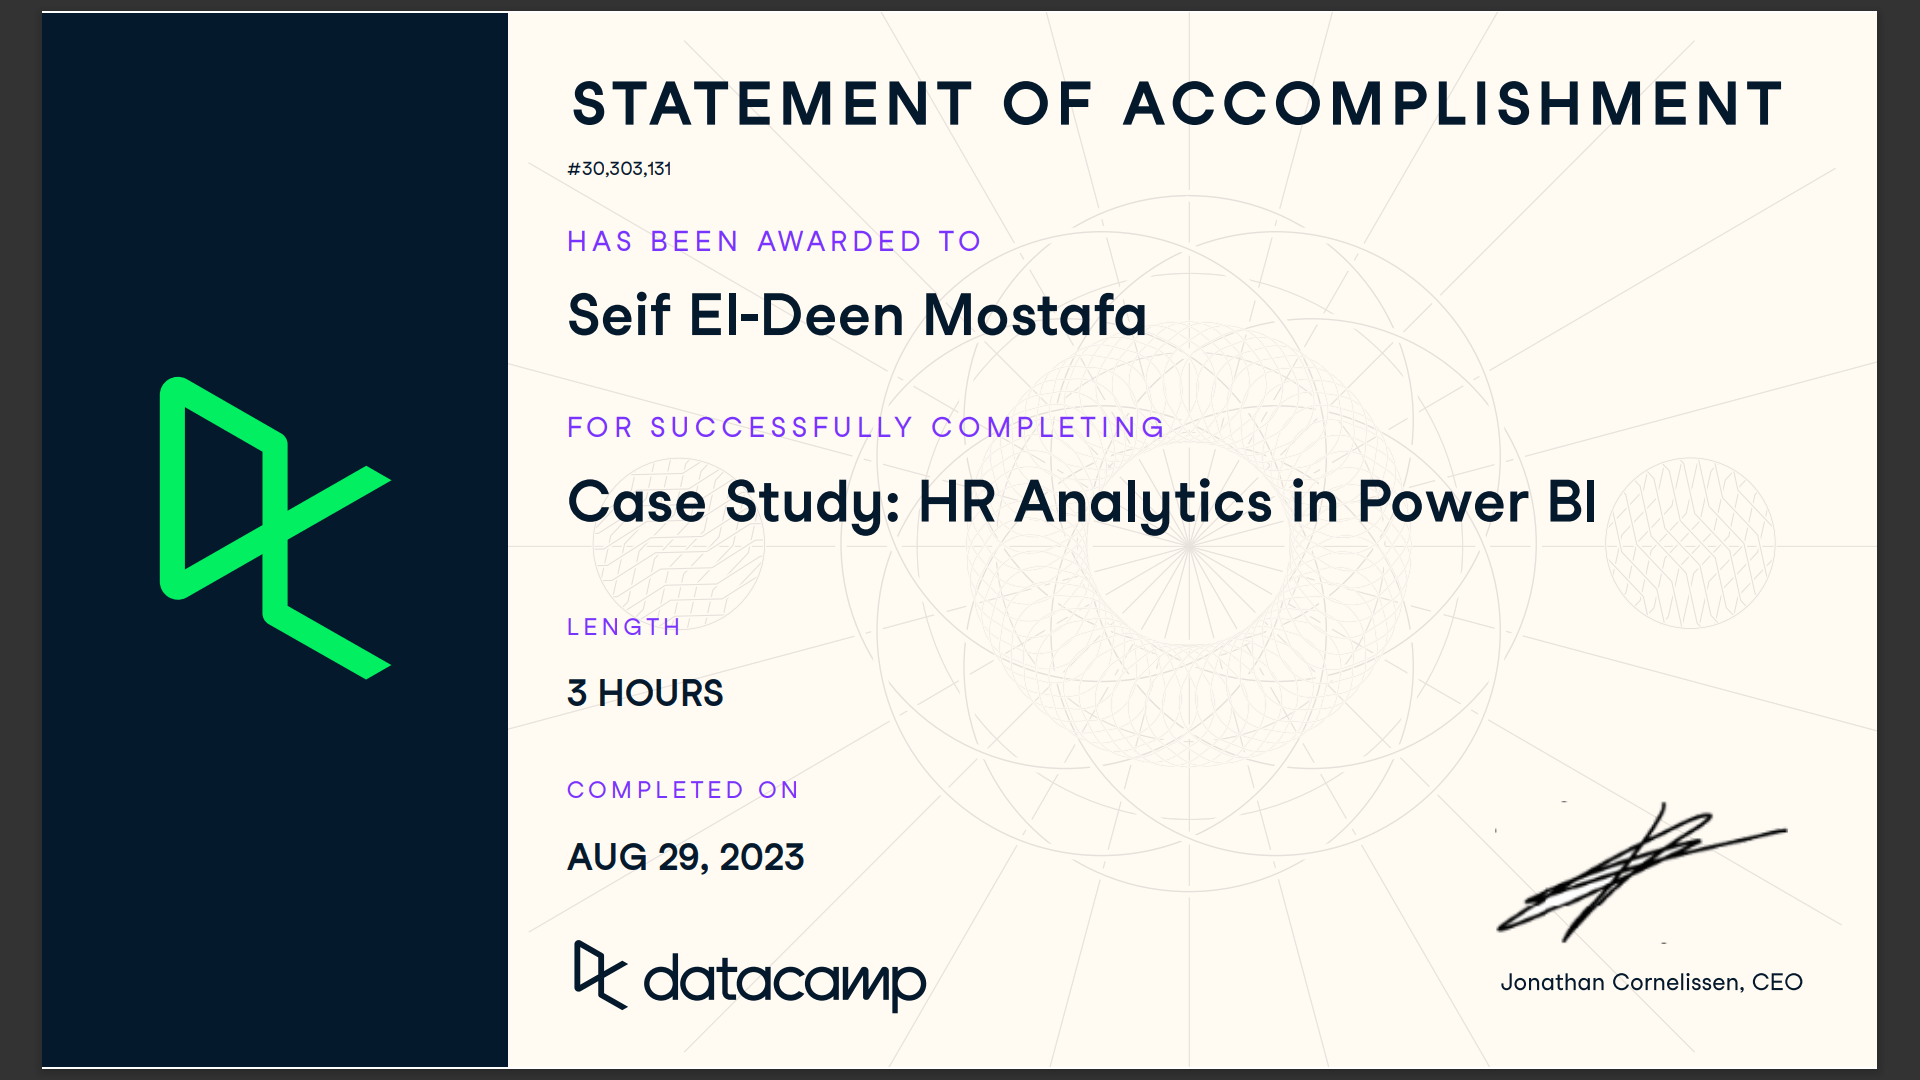 STATEMENT OF ACCOMPLISHMENT
#30,303,131
HAS BEEN AWARDED TO
Seif El-Deen Mostafa
FOR SUCCESSFULLY COMPLETING
Case Study: HR Analytics in Power BI
LENGTH
3 HOURS
COMPLETED ON
AUG 29, 2023
datacamp
Jonathan Cornelissen, CEO